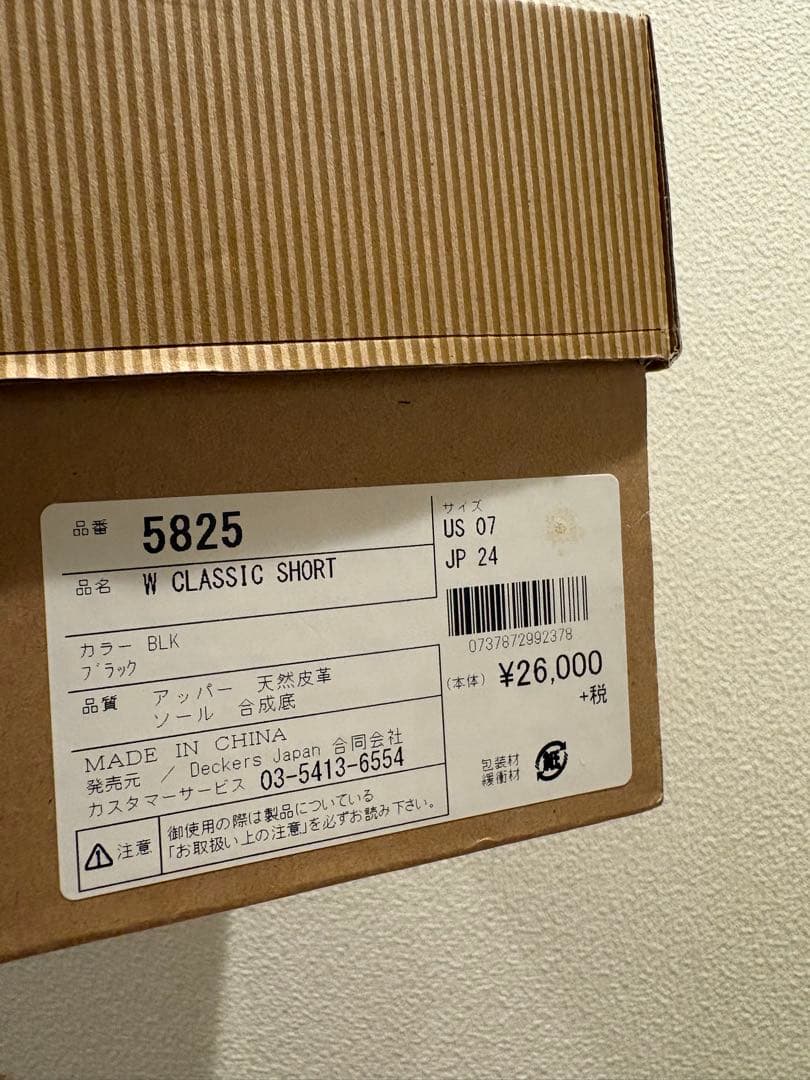 品番 5825
品名 W CLASSIC SHORT
カラー BLK
ブラック
品質 アッパー 天然皮革
ソール 合成底
MADE IN CHINA
発売元 / Deckers Japan 合同会社
カスタマーサービス 03-5413-6554
注意
御使用の際は製品についている
「お取扱い上の注意」を必ずお読み下さい。
サイズ
US 07
JP 24
0737872992378
(本体) ¥26,000
+税
包装材
緩衝材
紙